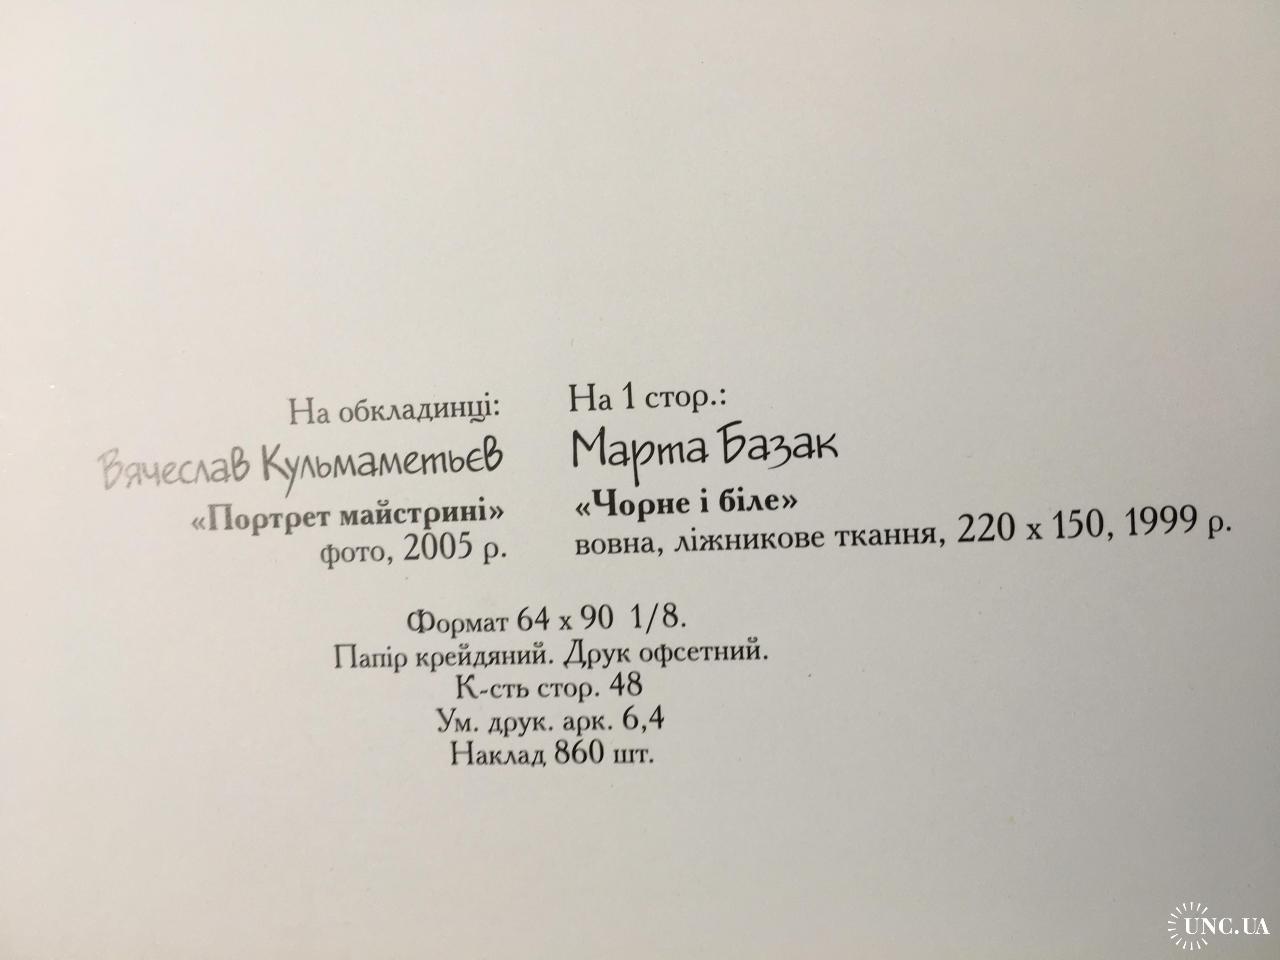 На обкладинці:
Вячеслав Кульмаметьєв
«Портрет майстрині»
фото, 2005 р.
На 1 стор.:
Марта Базак
«Чорне і біле»
вовна, ліжникове ткання, 220 х 150, 1999 р.
Формат 64 х 90 1/8.
Папір крейдяний. Друк офсетний.
К-сть стор. 48
Ум. друк. арк. 6,4
Наклад 860 шт.
UNC.UA